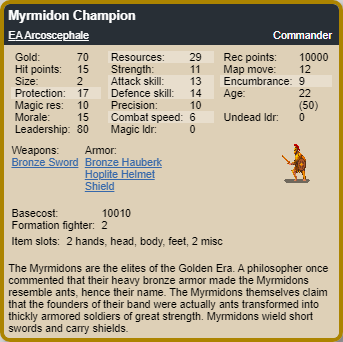 Myrmidon Champion
EA Arcoscephale Commander
Gold: 70 Resources: 29 Rec points: 10000
Hit points: 15 Strength: 11 Map move: 12
Size: 2 Attack skill: 13 Encumbrance: 9
Protection: 17 Defence skill: 14 Age: 22
Magic res: 10 Precision: 10 (50)
Morale: 15 Combat speed: 6 Undead ldr: 0
Leadership: 80 Magic ldr: 0
Weapons: Armor:
Bronze Sword Bronze Hauberk
Hoplite Helmet
Shield
Basecost: 10010
Formation fighter: 2
Item slots: 2 hands, head, body, feet, 2 misc
The Myrmidons are the elites of the Golden Era. A philosopher once
commented that their heavy bronze armor made the Myrmidons
resemble ants, hence their name. The Myrmidons themselves claim
that the founders of their band were actually ants transformed into
thickly armored soldiers of great strength. Myrmidons wield short
swords and carry shields.